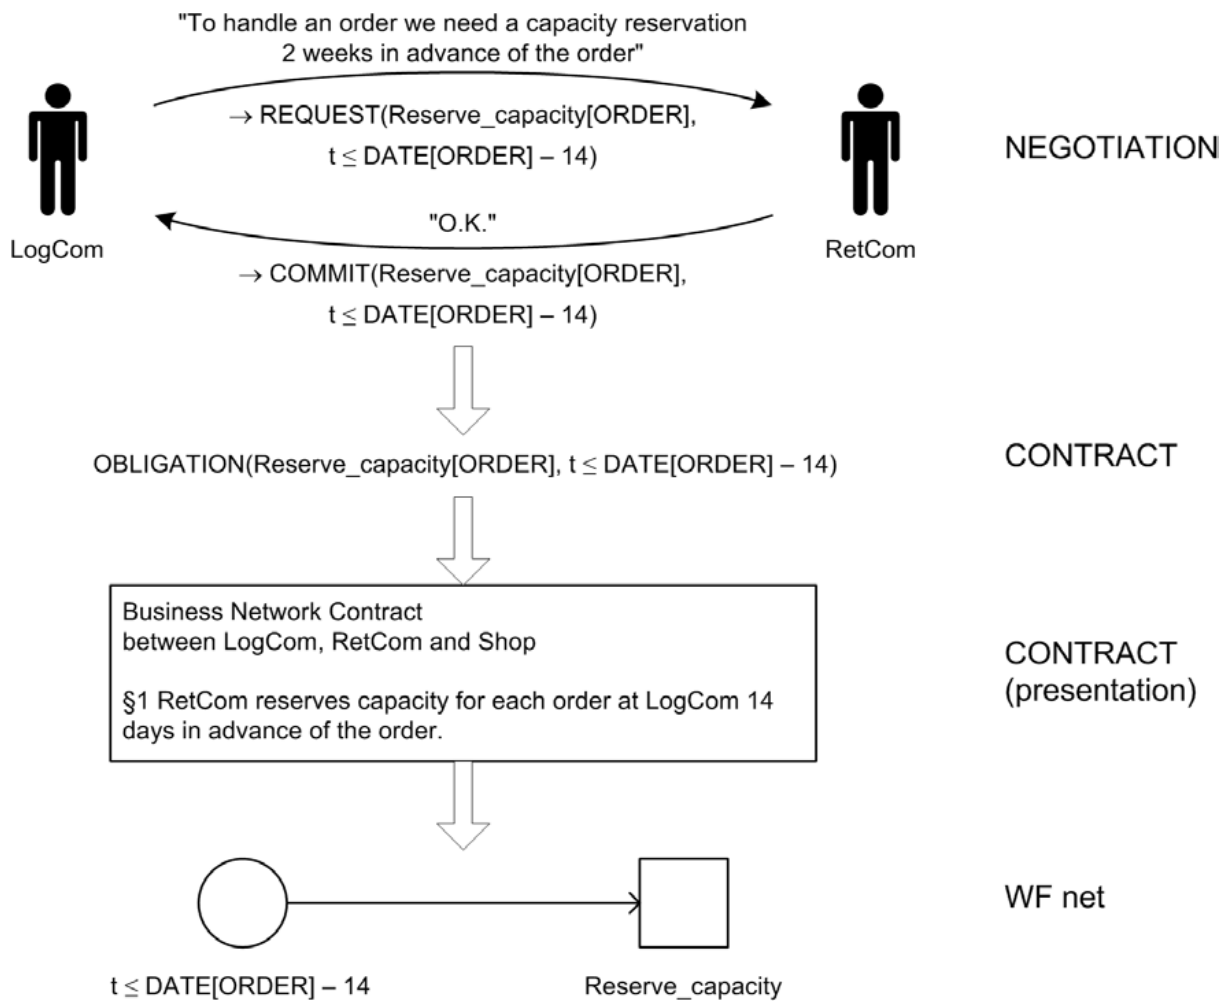 "To handle an order we need a capacity reservation
2 weeks in advance of the order"
→ REQUEST(Reserve_capacity[ORDER],
t ≤ DATE[ORDER] – 14)
NEGOTIATION
"O.K."
LogCom
RetCom
→ COMMIT(Reserve_capacity[ORDER],
t ≤ DATE[ORDER] – 14)
OBLIGATION(Reserve_capacity[ORDER], t ≤ DATE[ORDER] – 14)
CONTRACT
Business Network Contract
between LogCom, RetCom and Shop
§1 RetCom reserves capacity for each order at LogCom 14
days in advance of the order.
CONTRACT
(presentation)
WF net
t ≤ DATE[ORDER] – 14
Reserve_capacity